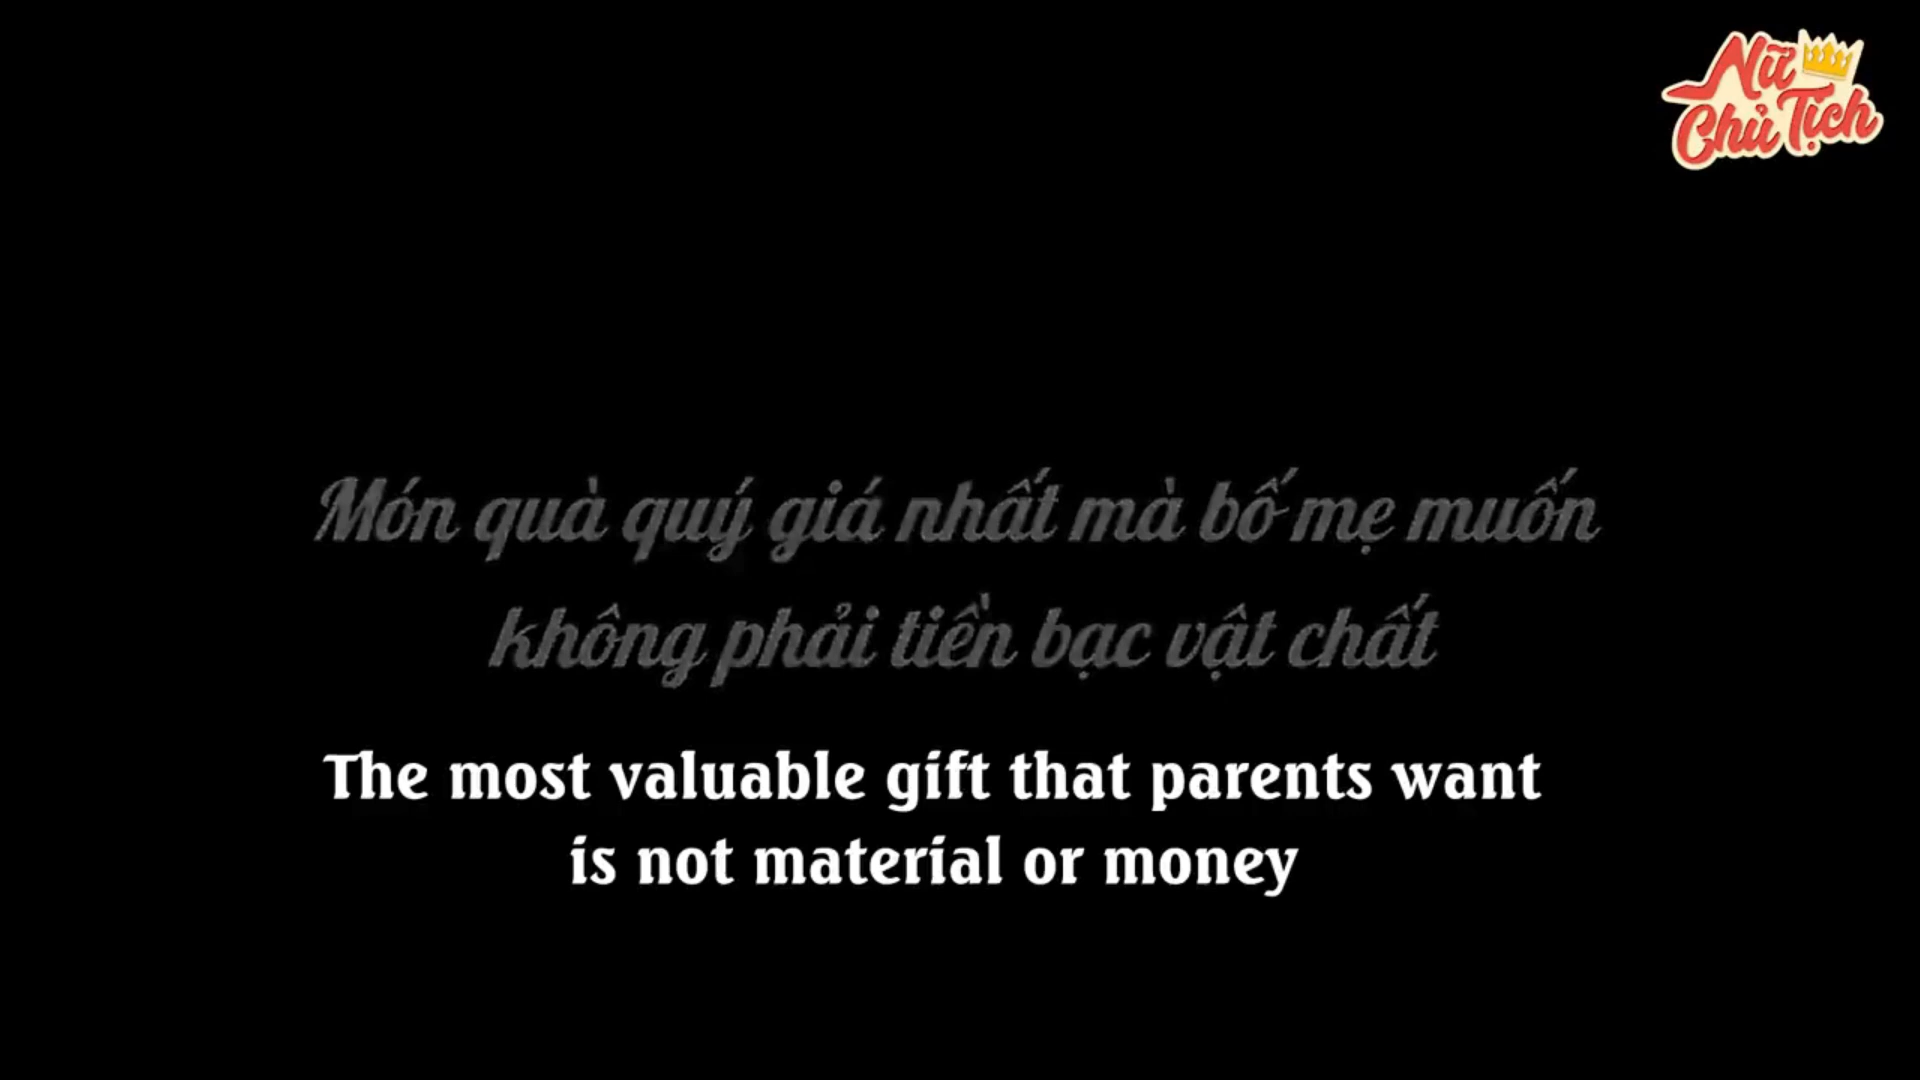 Nữ
Chủ Tịch
Món quà quý giá nhất mà bố mẹ muốn
không phải tiền bạc vật chất
The most valuable gift that parents want
is not material or money